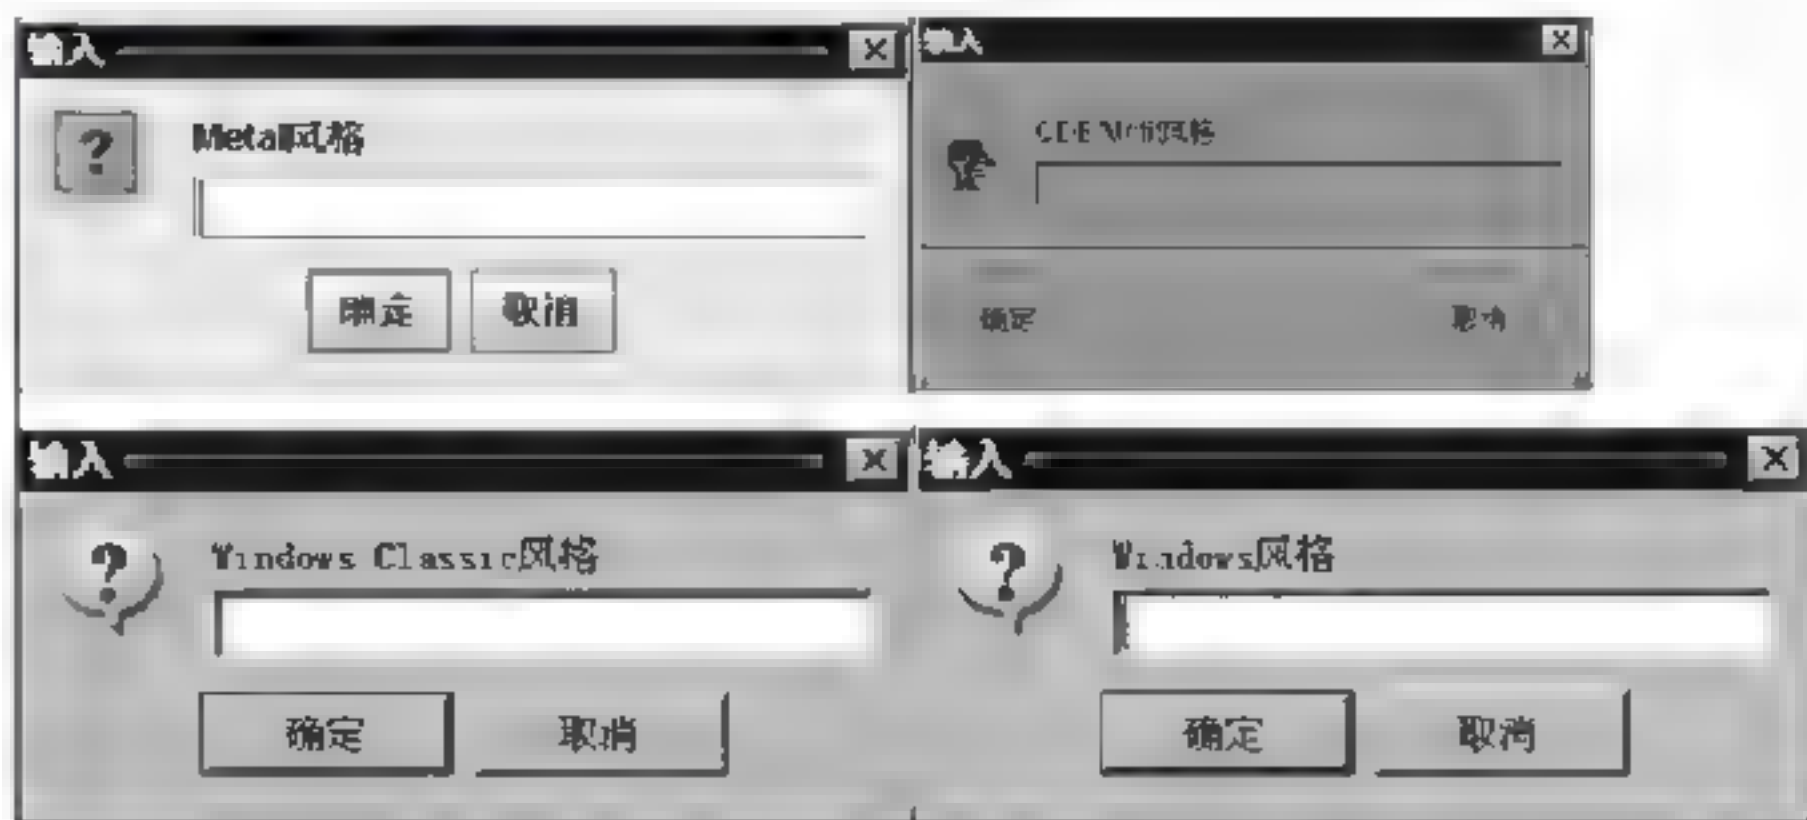 输入
Metal风格
确定 取消
输入
CDE Motif风格
确定 取消
输入
Windows Classic风格
确定 取消
输入
Windows风格
确定 取消